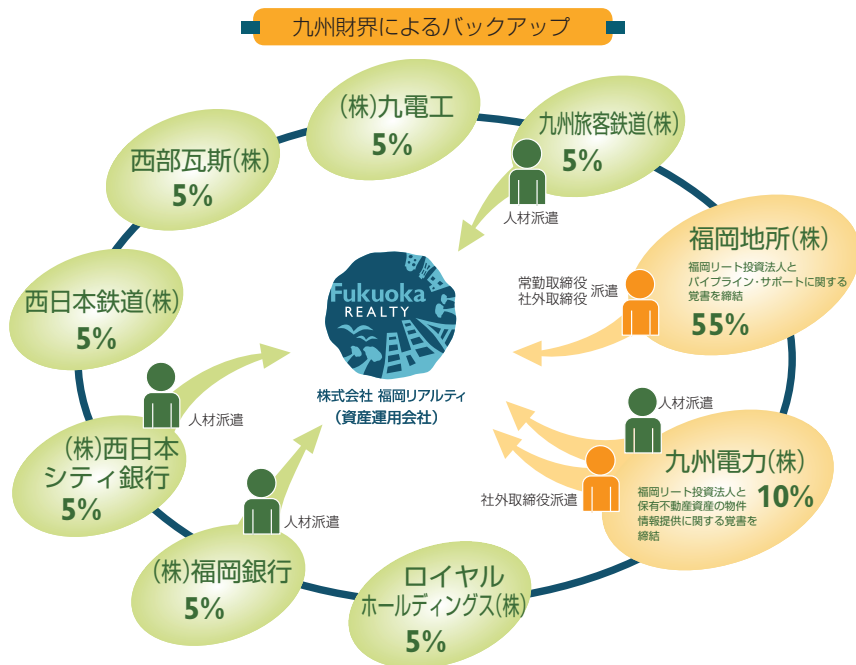 九州財界によるバックアップ
(株)九電工
5%
九州旅客鉄道(株)
5%
人材派遣
西部瓦斯(株)
5%
福岡地所(株)
福岡リート投資法人と
パイプライン・サポートに関する
覚書を締結
55%
常勤取締役
社外取締役
派遣
西日本鉄道(株)
5%
Fukuoka
REALTY
株式会社 福岡リアルティ
(資産運用会社)
人材派遣
(株)西日本
シティ銀行
5%
人材派遣
九州電力(株)
福岡リート投資法人と
保有不動産資産の物件
情報提供に関する覚書を
締結
10%
社外取締役派遣
人材派遣
(株)福岡銀行
5%
ロイヤル
ホールディングス(株)
5%